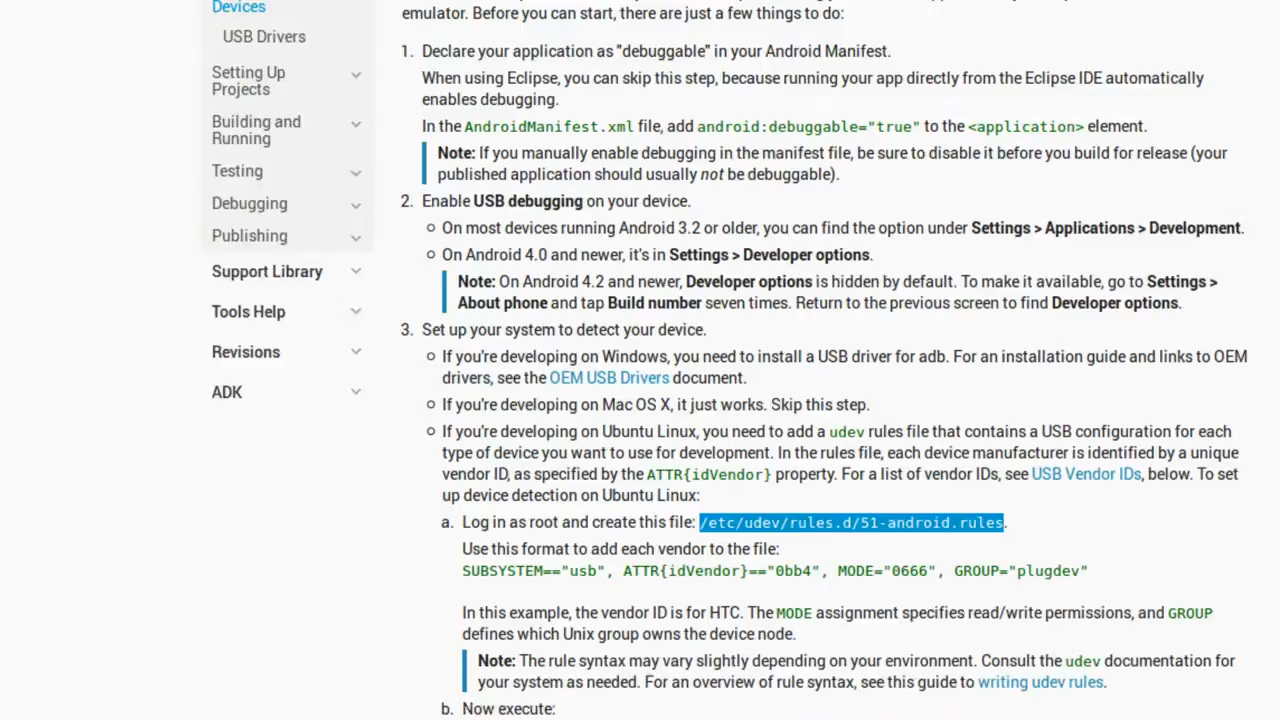 Devices
USB Drivers
Setting Up
Projects
Building and
Running
Testing
Debugging
Publishing
Support Library
Tools Help
Revisions
ADK
emulator. Before you can start, there are just a few things to do:
1. Declare your application as "debuggable" in your Android Manifest.
When using Eclipse, you can skip this step, because running your app directly from the Eclipse IDE automatically
enables debugging.
In the AndroidManifest.xml file, add android:debuggable="true" to the <application> element.
Note: If you manually enable debugging in the manifest file, be sure to disable it before you build for release (your
published application should usually not be debuggable).
2. Enable USB debugging on your device.
On most devices running Android 3.2 or older, you can find the option under Settings > Applications > Development.
On Android 4.0 and newer, it's in Settings > Developer options.
Note: On Android 4.2 and newer, Developer options is hidden by default. To make it available, go to Settings >
About phone and tap Build number seven times. Return to the previous screen to find Developer options.
3. Set up your system to detect your device.
If you're developing on Windows, you need to install a USB driver for adb. For an installation guide and links to OEM
drivers, see the OEM USB Drivers document.
If you're developing on Mac OS X, it just works. Skip this step.
If you're developing on Ubuntu Linux, you need to add a udev rules file that contains a USB configuration for each
type of device you want to use for development. In the rules file, each device manufacturer is identified by a unique
vendor ID, as specified by the ATTR{idVendor} property. For a list of vendor IDs, see USB Vendor IDs, below. To set
up device detection on Ubuntu Linux:
a. Log in as root and create this file: /etc/udev/rules.d/51-android.rules.
Use this format to add each vendor to the file:
SUBSYSTEM=="usb", ATTR{idVendor}=="0bb4", MODE="0666", GROUP="plugdev"
In this example, the vendor ID is for HTC. The MODE assignment specifies read/write permissions, and GROUP
defines which Unix group owns the device node.
Note: The rule syntax may vary slightly depending on your environment. Consult the udev documentation for
your system as needed. For an overview of rule syntax, see this guide to writing udev rules.
b. Now execute: